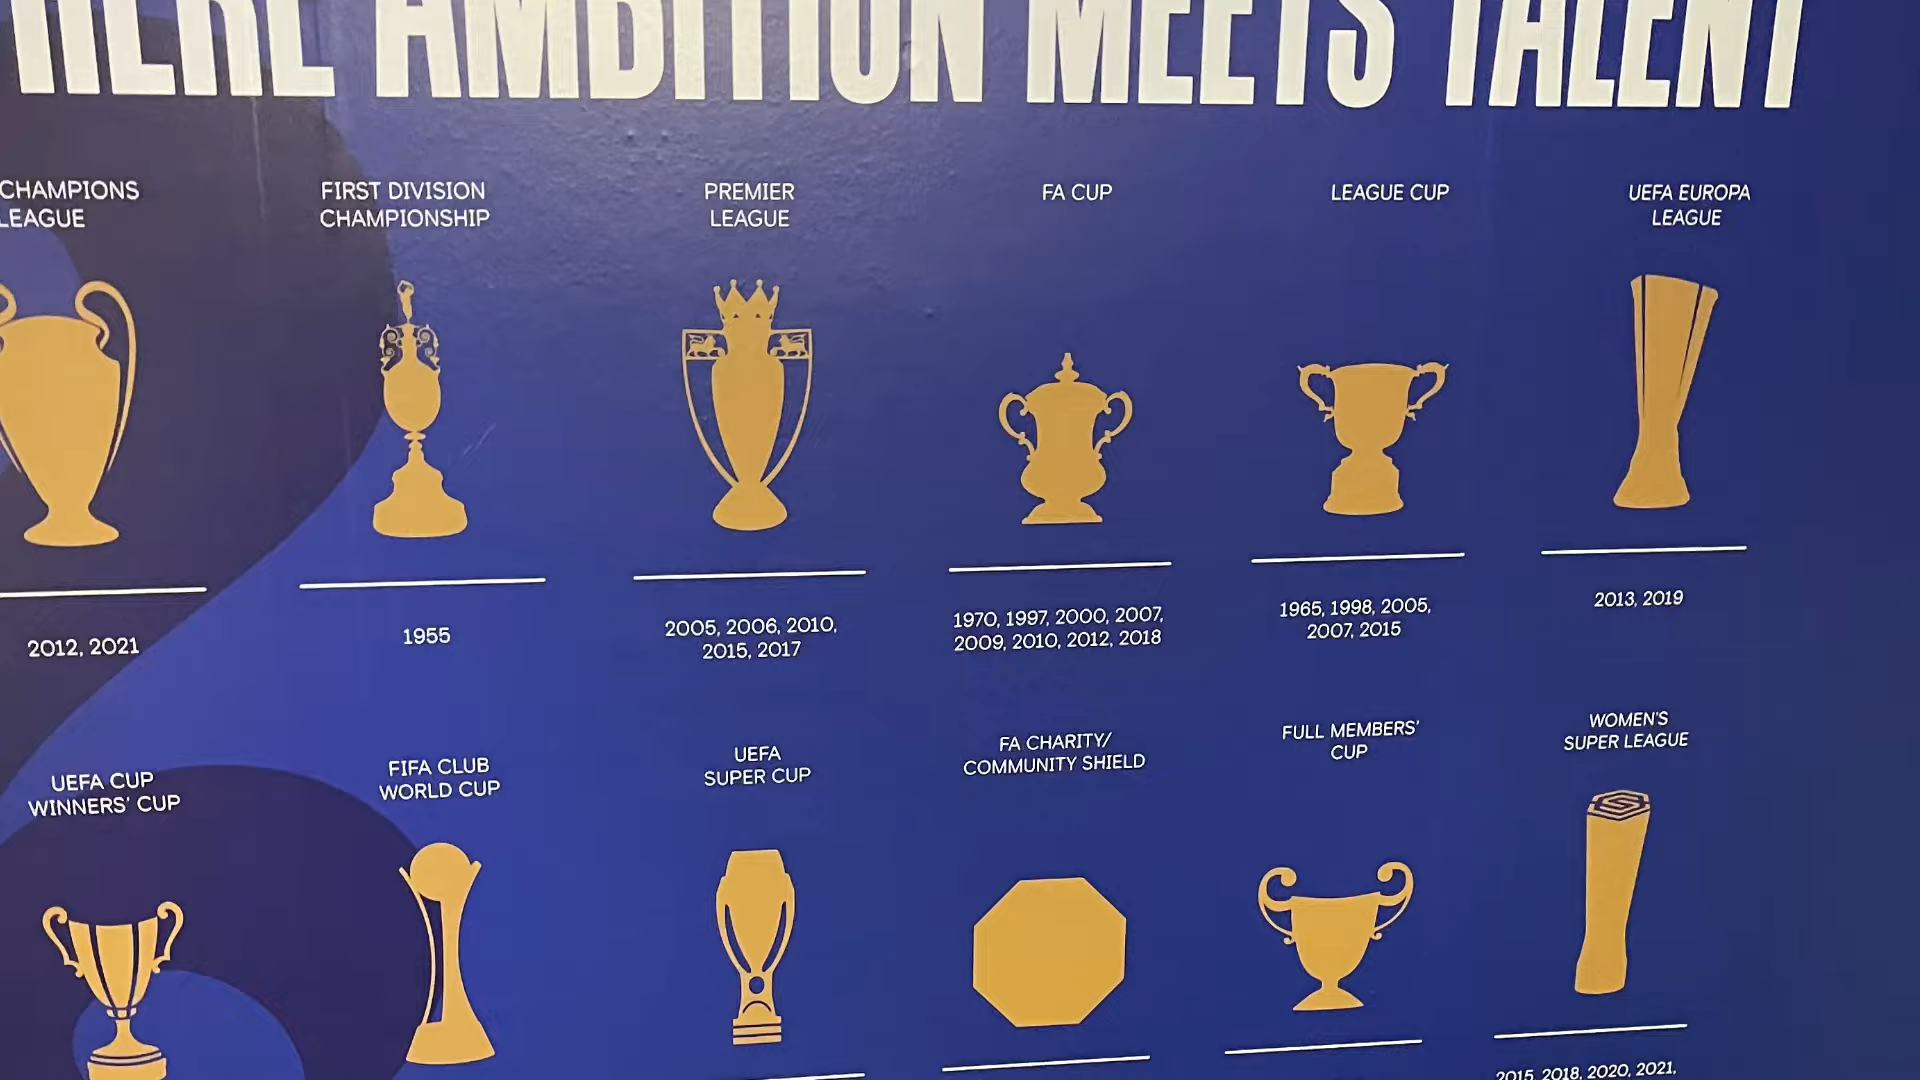 HERE AMBITION MEETS TALENT
CHAMPIONS
LEAGUE
FIRST DIVISION
CHAMPIONSHIP
PREMIER
LEAGUE
FA CUP
LEAGUE CUP
UEFA EUROPA
LEAGUE
2012, 2021
1955
2005, 2006, 2010,
2015, 2017
1970, 1997, 2000, 2007,
2009, 2010, 2012, 2018
1965, 1998, 2005,
2007, 2015
2013, 2019
UEFA CUP
WINNERS' CUP
FIFA CLUB
WORLD CUP
UEFA
SUPER CUP
FA CHARITY/
COMMUNITY SHIELD
FULL MEMBERS'
CUP
WOMEN'S
SUPER LEAGUE
2015, 2018, 2020, 2021,